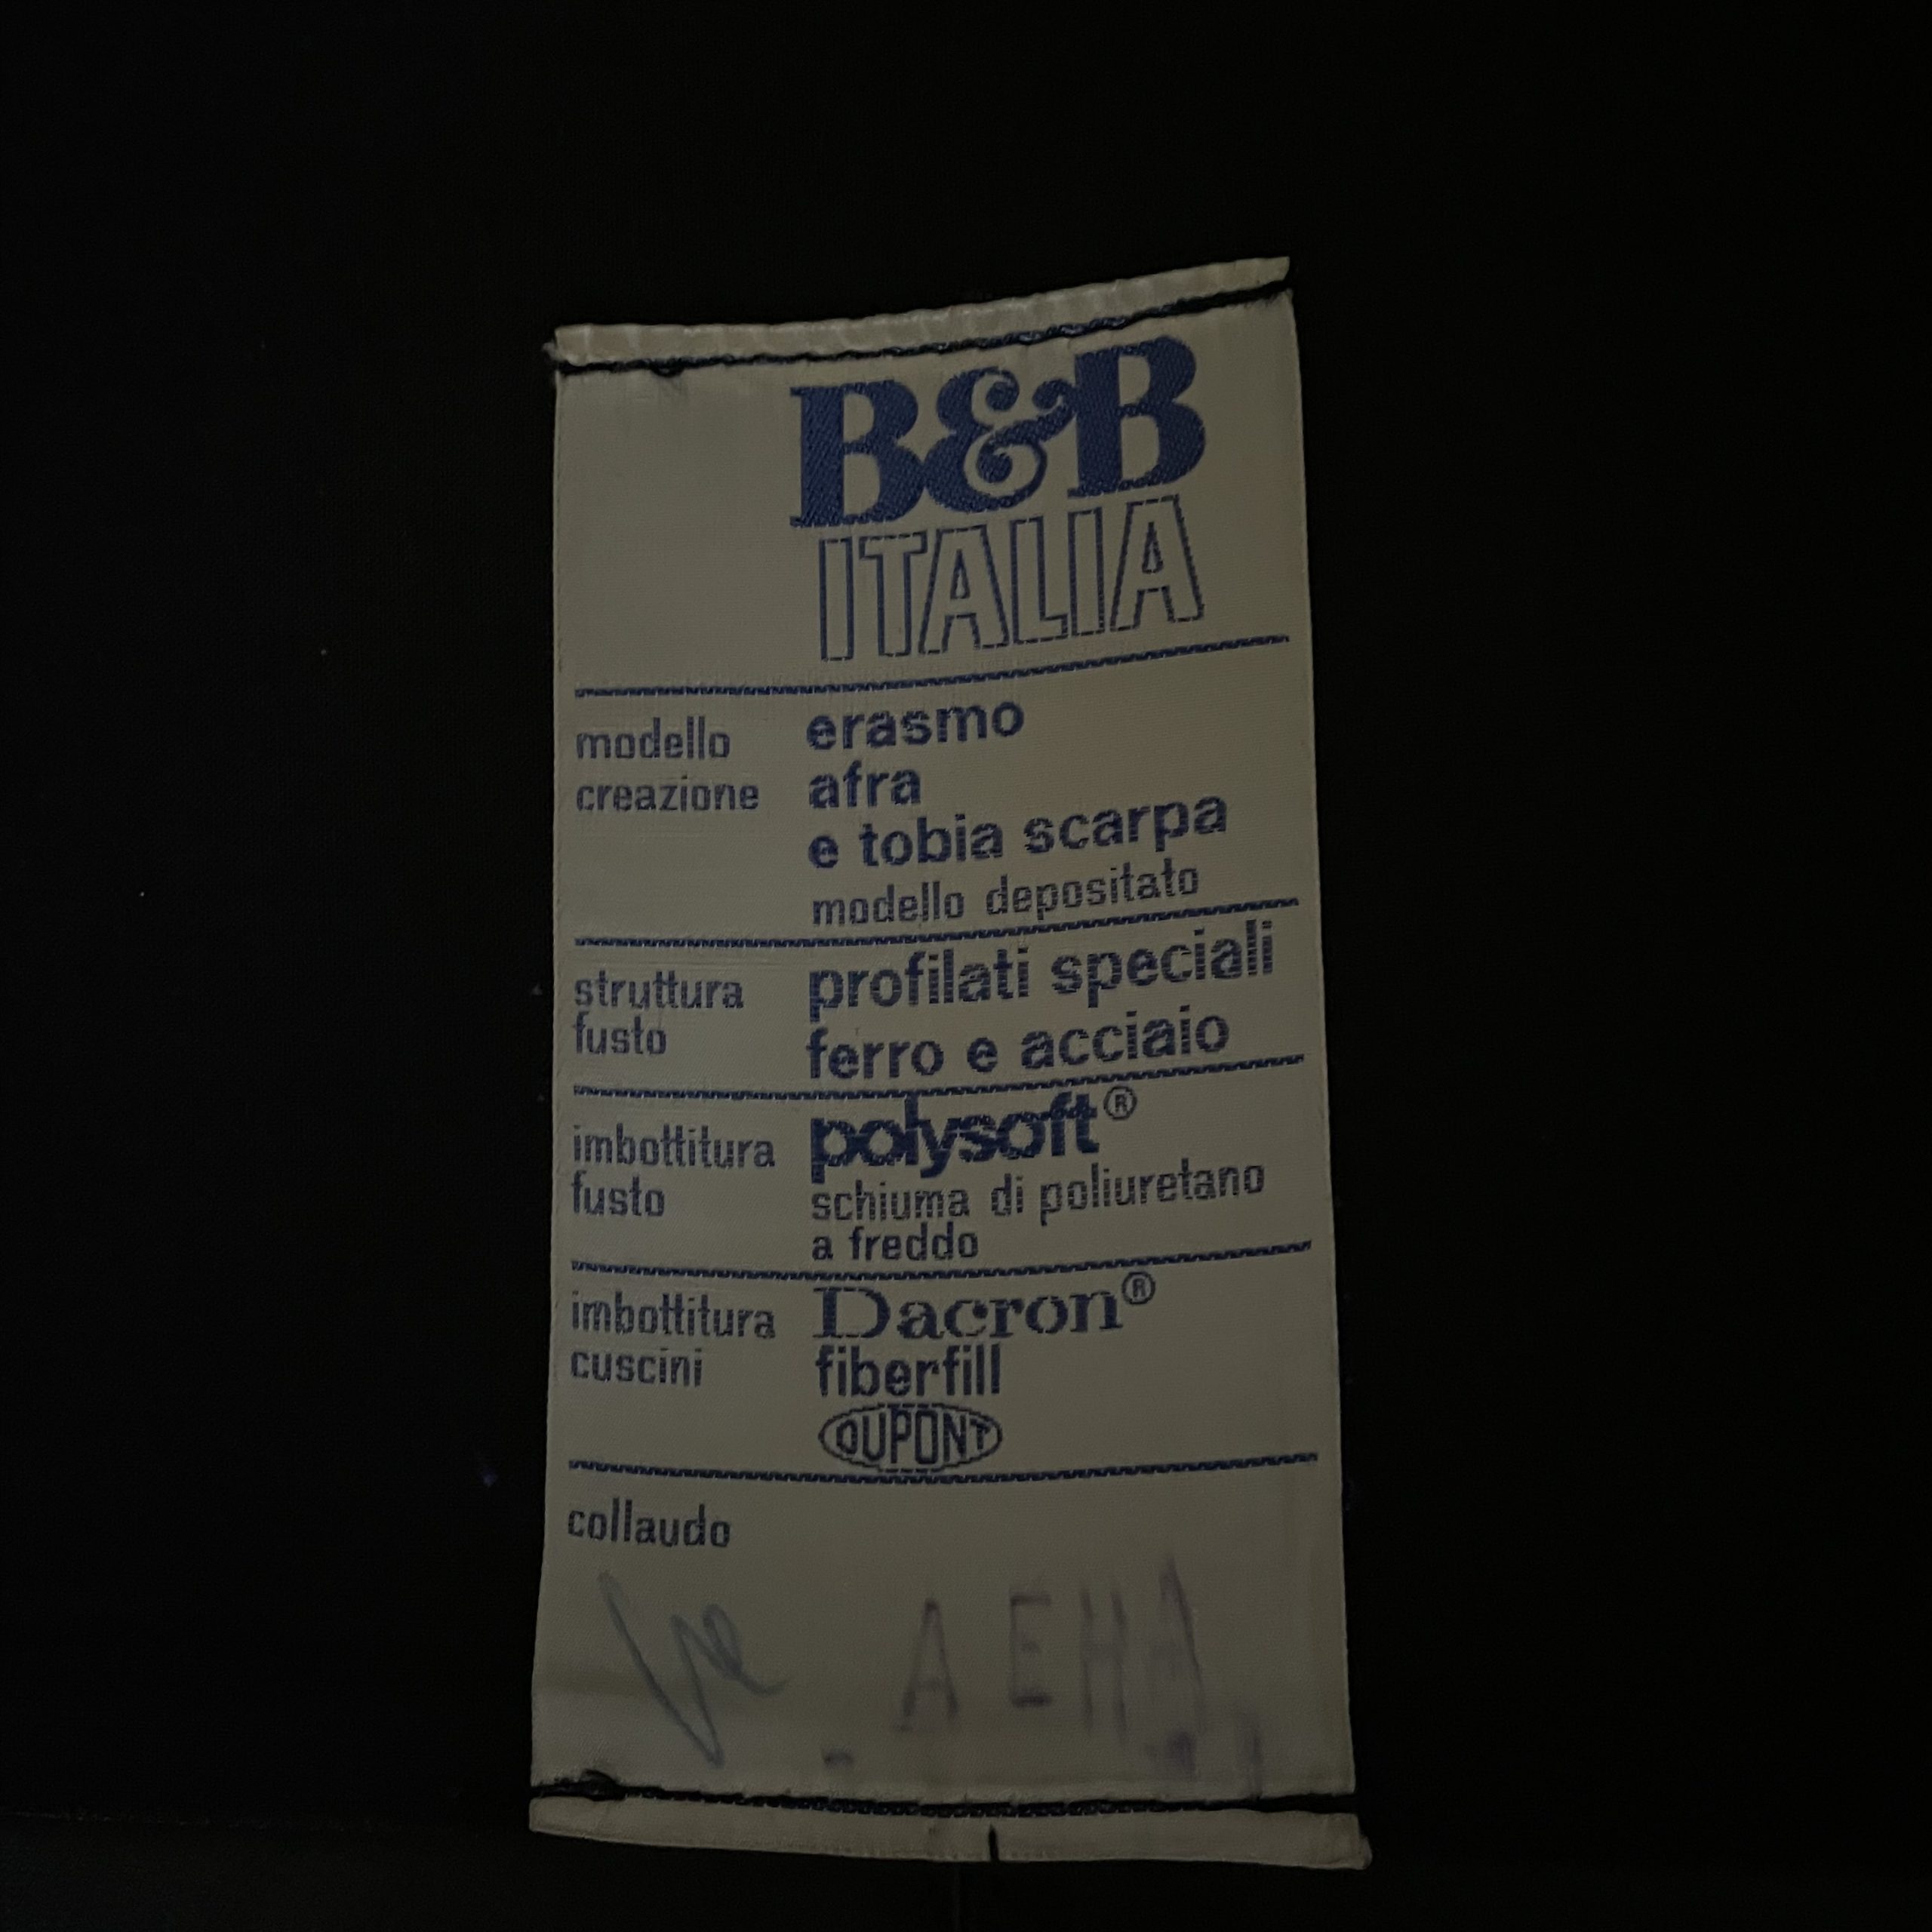 B&B
ITALIA
modello erasmo
creazione afra
e tobia scarpa
modello depositato
struttura profilati speciali
fusto ferro e acciaio
imbottitura polysoft®
fusto schiuma di poliuretano
a freddo
imbottitura Dacron®
cuscini fiberfill
DUPONT
collaudo